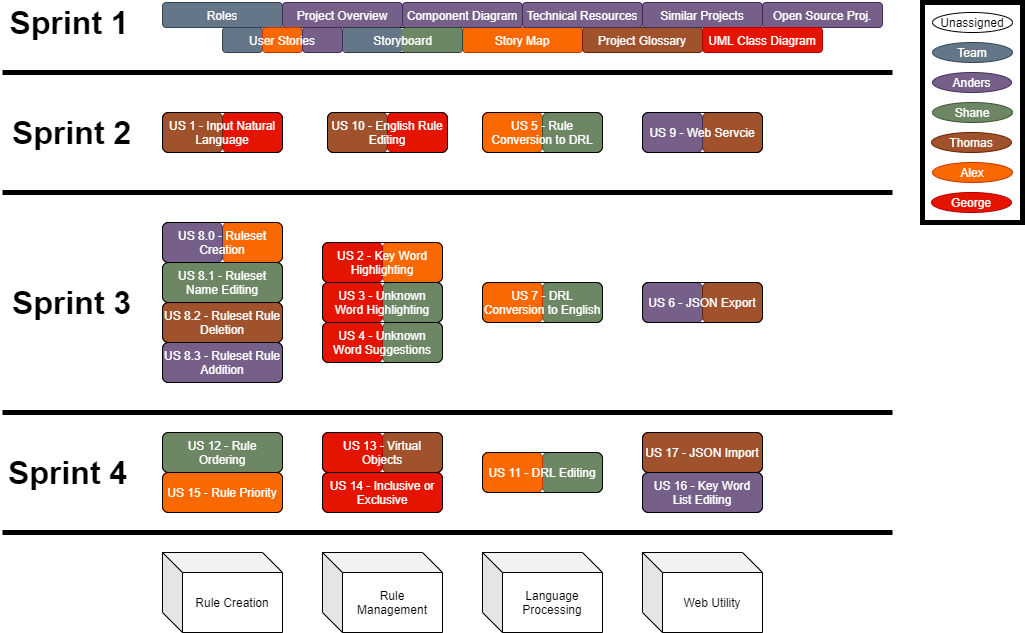 Sprint 1
Roles
Project Overview
Component Diagram
Technical Resources
Similar Projects
Open Source Proj.
User Stories
Storyboard
Story Map
Project Glossary
UML Class Diagram
Unassigned
Team
Anders
Shane
Thomas
Alex
George
Sprint 2
US 1 - Input Natural
Language
US 10 - English Rule
Editing
US 5 - Rule
Conversion to DRL
US 9 - Web Servcie
Sprint 3
US 8.0 - Ruleset
Creation
US 8.1 - Ruleset
Name Editing
US 8.2 - Ruleset Rule
Deletion
US 8.3 - Ruleset Rule
Addition
US 2 - Key Word
Highlighting
US 3 - Unknown
Word Highlighting
US 4 - Unknown
Word Suggestions
US 7 - DRL
Conversion to English
US 6 - JSON Export
Sprint 4
US 12 - Rule
Ordering
US 15 - Rule Priority
US 13 - Virtual
Objects
US 14 - Inclusive or
Exclusive
US 11 - DRL Editing
US 17 - JSON Import
US 16 - Key Word
List Editing
Rule Creation
Rule
Management
Language
Processing
Web Utility